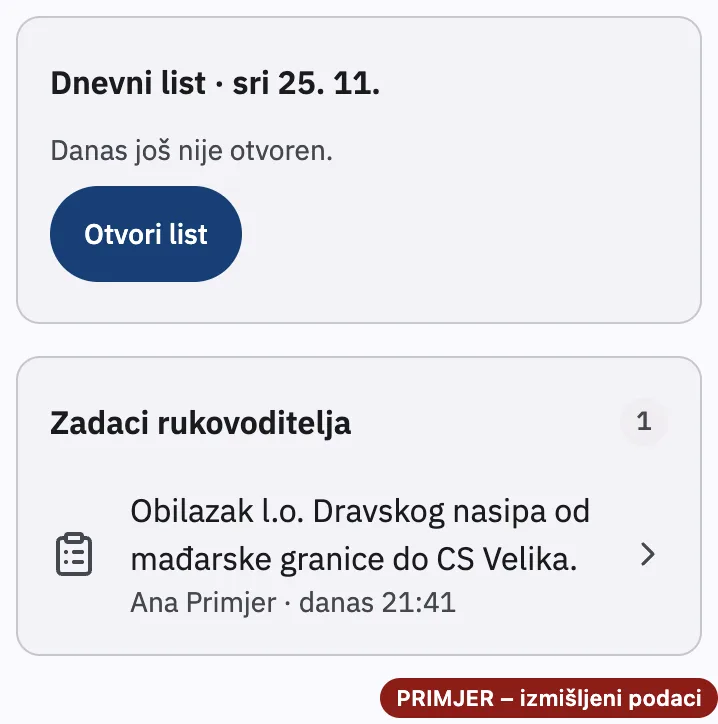 Dnevni list · sri 25. 11.
Danas još nije otvoren.
Otvori list
Zadaci rukovoditelja
1
Obilazak l.o. Dravskog nasipa od
mađarske granice do CS Velika.
Ana Primjer · danas 21:41
PRIMJER – izmišljeni podaci